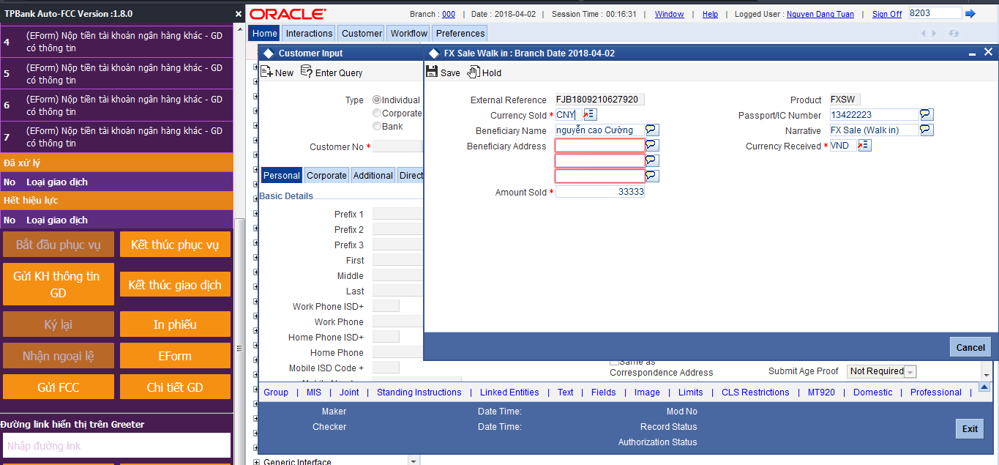 TPBank Auto-FCC Version :1.8.0
4 (EForm) Nộp tiền tài khoản ngân hàng khác - GD
có thông tin
5 (EForm) Nộp tiền tài khoản ngân hàng khác - GD
có thông tin
6 (EForm) Nộp tiền tài khoản ngân hàng khác - GD
có thông tin
7 (EForm) Nộp tiền tài khoản ngân hàng khác - GD
có thông tin
Đã xử lý
No Loại giao dịch
Hết hiệu lực
No Loại giao dịch
Bắt đầu phục vụ Kết thúc phục vụ
Gửi KH thông tin
GD
Kết thúc giao dịch
Ký lại In phiếu
Nhận ngoại lệ EForm
Gửi FCC Chi tiết GD
Đường link hiển thị trên Greeter
Nhập đường link
ORACLE
Branch : 000 | Date : 2018-04-02 | Session Time : 00:16:31 | Window | Help | Logged User : Nguyen Dang Tuan | Sign Off 8203
Home Interactions Customer Workflow Preferences
Customer Input
New Enter Query
Type Individual
Corporate
Bank
Customer No *
Personal Corporate Additional Direct
Basic Details
Prefix 1
Prefix 2
Prefix 3
First
Middle
Last
Work Phone ISD+
Work Phone
Home Phone ISD+
Home Phone
Mobile ISD Code +
FX Sale Walk in : Branch Date 2018-04-02
Save Hold
External Reference FJB1809210627920 Product FXSW
Currency Sold * CNY Passport/IC Number 13422223
Beneficiary Name nguyễn cao Cường Narrative FX Sale (Walk in)
Beneficiary Address Currency Received * VND
Amount Sold * 33333
Cancel
Same as
Correspondence Address
Submit Age Proof Not Required
Group | MIS | Joint | Standing Instructions | Linked Entities | Text | Fields | Image | Limits | CLS Restrictions | MT920 | Domestic | Professional |
Maker Date Time: Mod No
Checker Date Time: Record Status
Authorization Status
Exit
Generic Interface